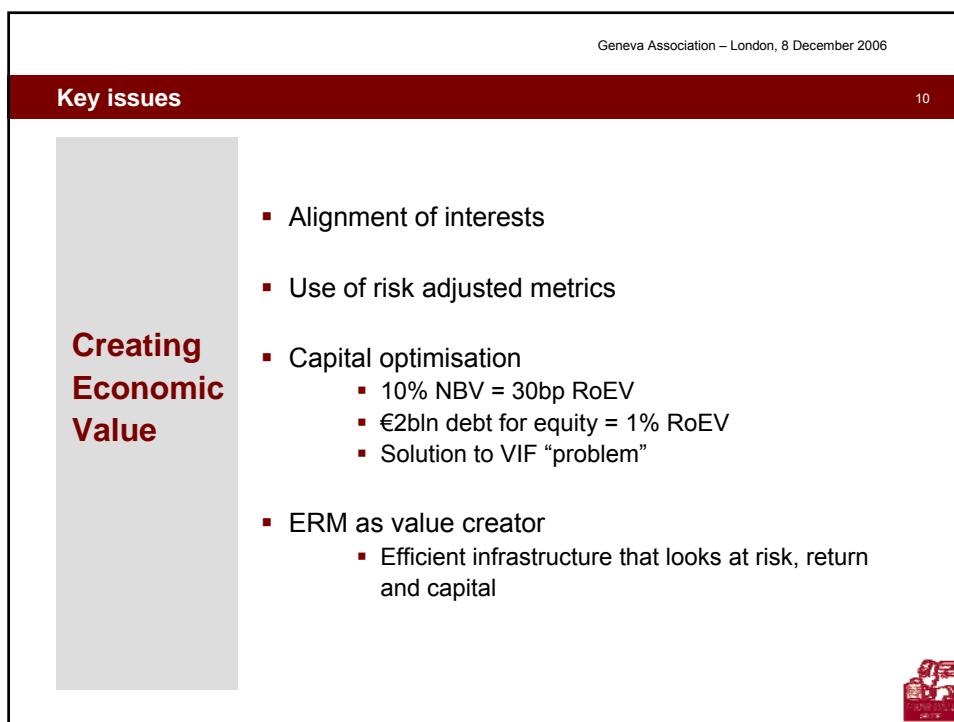 Geneva Association – London, 8 December 2006
Key issues
10
Creating
Economic
Value
▪ Alignment of interests
▪ Use of risk adjusted metrics
▪ Capital optimisation
▪ 10% NBV = 30bp RoEV
▪ €2bln debt for equity = 1% RoEV
▪ Solution to VIF “problem”
▪ ERM as value creator
▪ Efficient infrastructure that looks at risk, return
and capital